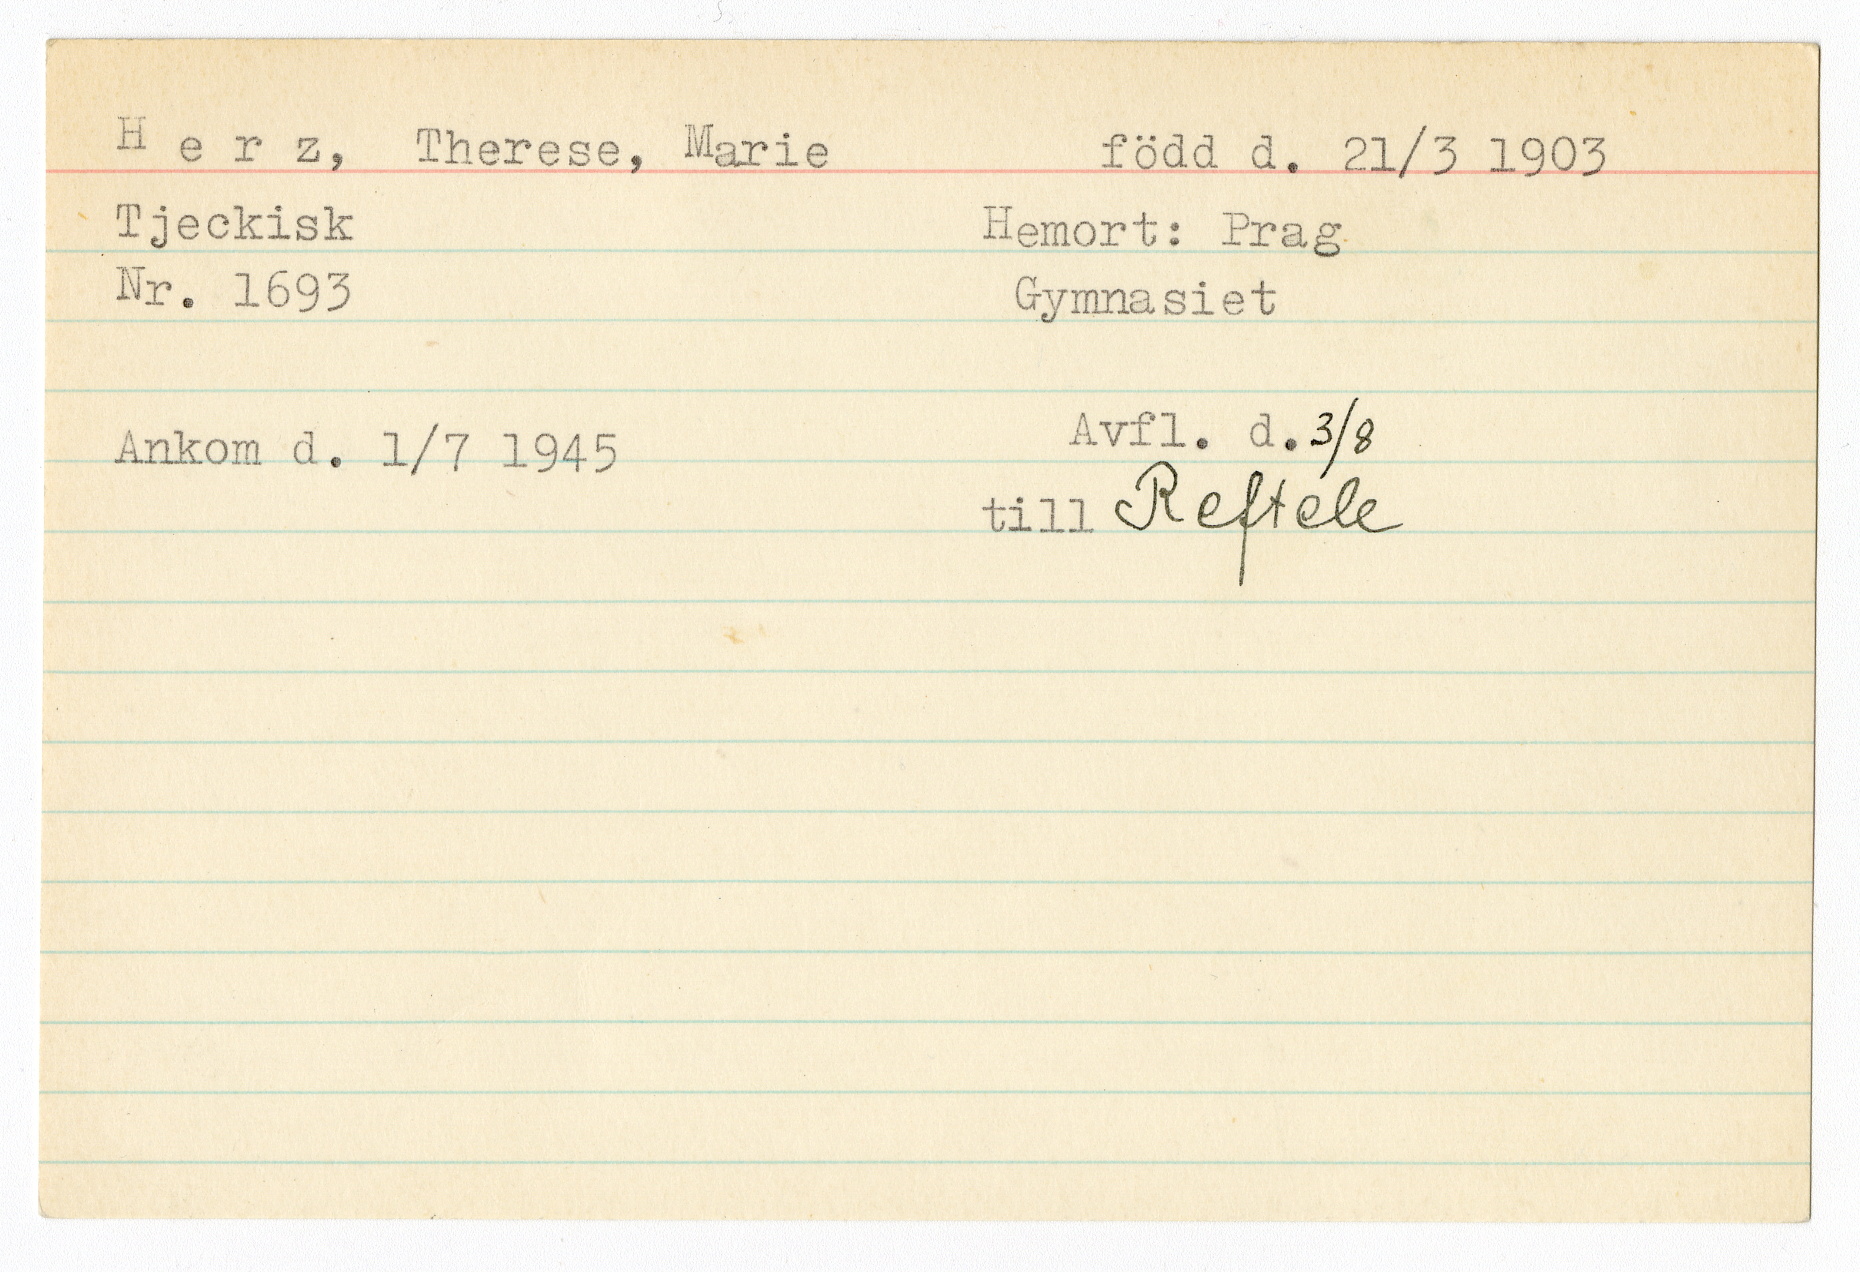 H e r z, Therese, Marie född d. 21/3 1903
Tjeckisk Hemort: Prag
Nr. 1693 Gymnasiet
Ankom d. 1/7 1945 Avfl. d. 3/8
till Reftele